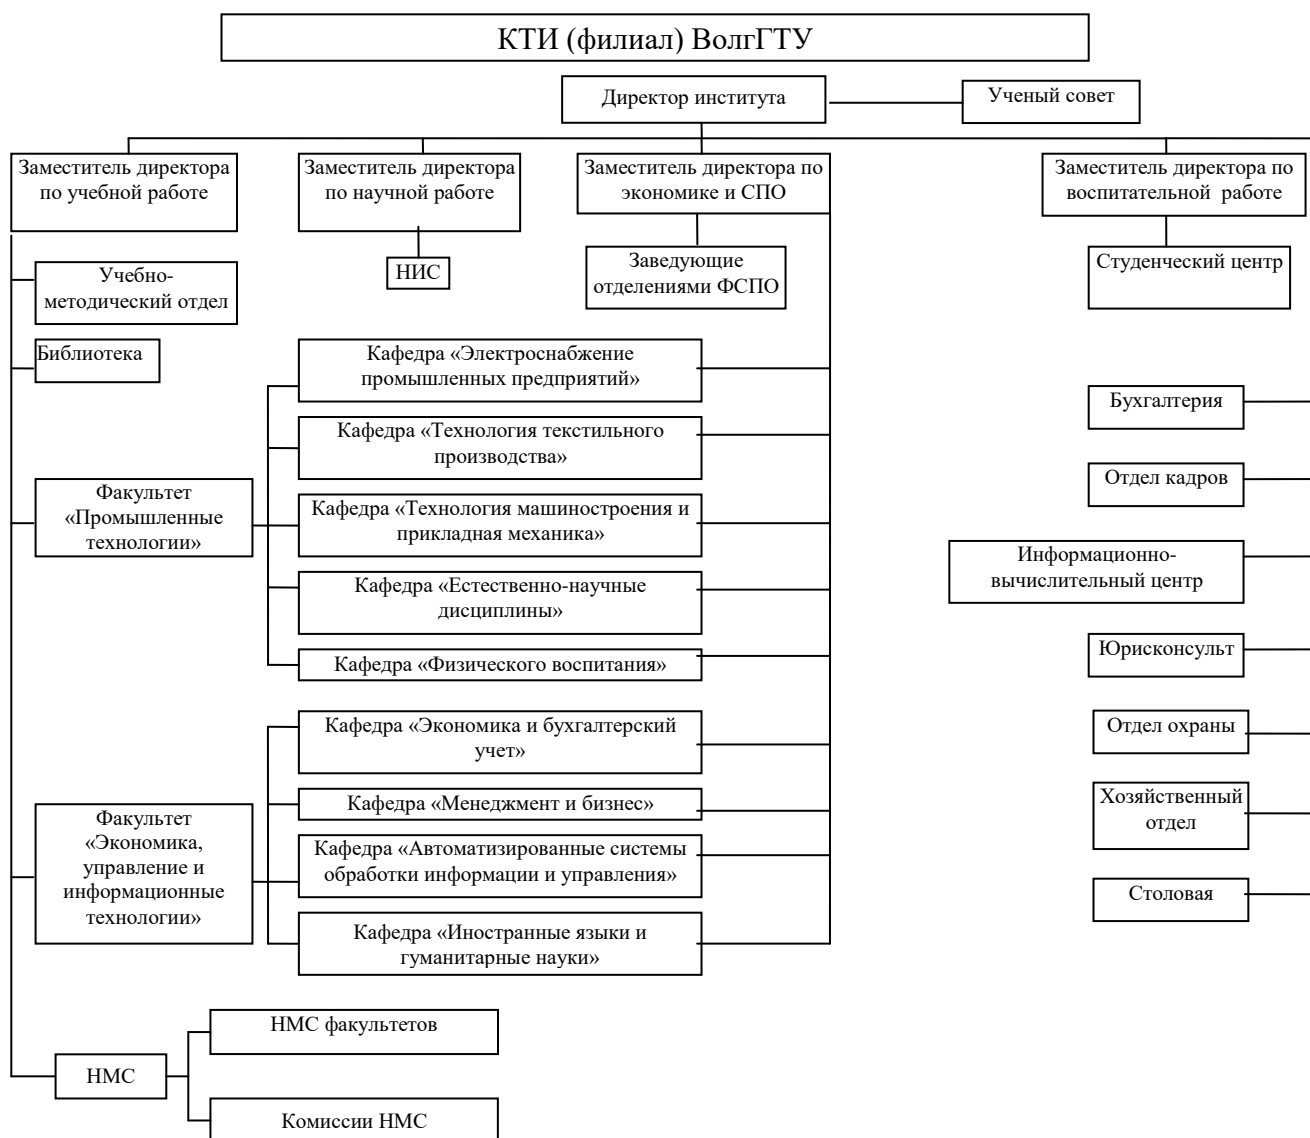 КТИ (филиал) ВолгГТУ
Директор института
Ученый совет
Заместитель директора
по учебной работе
Заместитель директора
по научной работе
Заместитель директора по
экономике и СПО
Заместитель директора по
воспитательной работе
Учебно-
методический отдел
НИС
Заведующие
отделениями ФСПО
Студенческий центр
Библиотека
Кафедра «Электроснабжение
промышленных предприятий»
Бухгалтерия
Кафедра «Технология текстильного
производства»
Отдел кадров
Факультет
«Промышленные
технологии»
Кафедра «Технология машиностроения и
прикладная механика»
Информационно-
вычислительный центр
Кафедра «Естественно-научные
дисциплины»
Юрисконсульт
Кафедра «Физического воспитания»
Кафедра «Экономика и бухгалтерский
учет»
Отдел охраны
Факультет
«Экономика,
управление и
информационные
технологии»
Кафедра «Менеджмент и бизнес»
Хозяйственный
отдел
Кафедра «Автоматизированные системы
обработки информации и управления»
Столовая
Кафедра «Иностранные языки и
гуманитарные науки»
НМС факультетов
НМС
Комиссии НМС